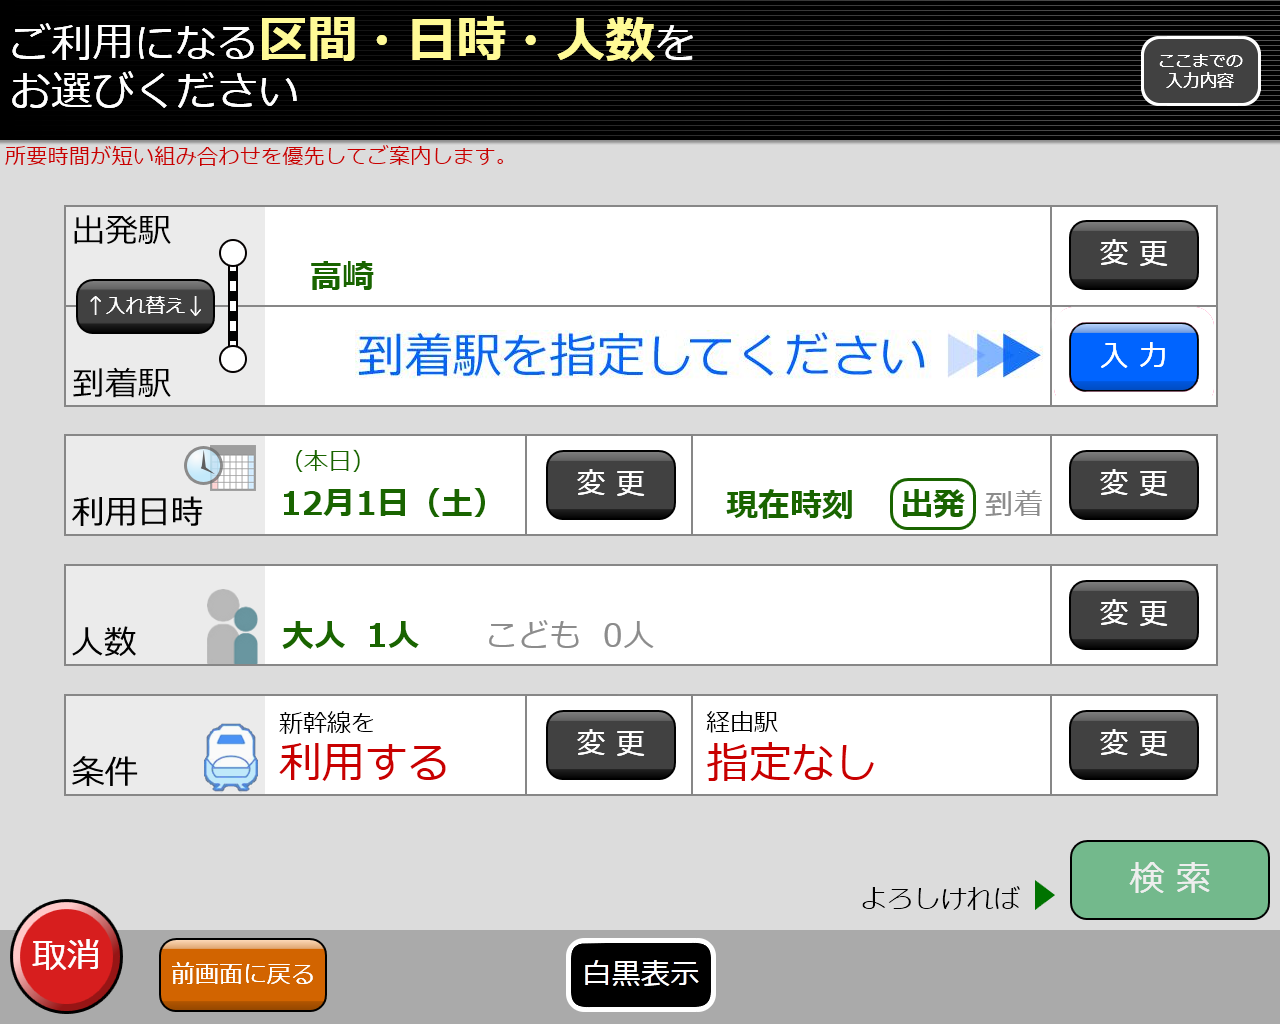 ご利用になる区間・日時・人数を
お選びください
ここまでの
入力内容
所要時間が短い組み合わせを優先してご案内します。
出発駅
高崎
変更
↑入れ替え↓
到着駅
到着駅を指定してください
入力
利用日時
（本日）
12月1日（土）
変更
現在時刻 出発 到着
変更
人数
大人 1人 こども 0人
変更
条件
新幹線を
利用する
変更
経由駅
指定なし
変更
よろしければ
検索
取消
前画面に戻る
白黒表示